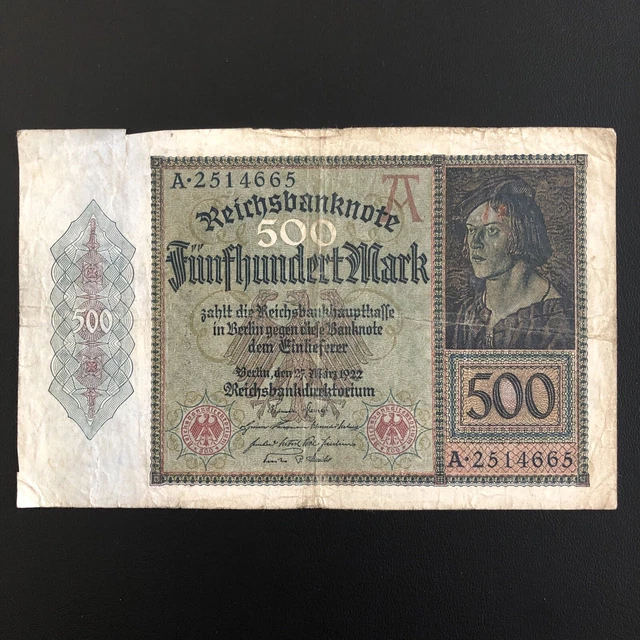 A·2514665
A
Reichsbanknote
500
Fünfhundert Mark
zahlt die Reichsbankhauptkasse
in Berlin gegen diese Banknote
dem Einlieferer
Berlin, den 27. März 1922
Reichsbankdirektorium
500
500
A·2514665